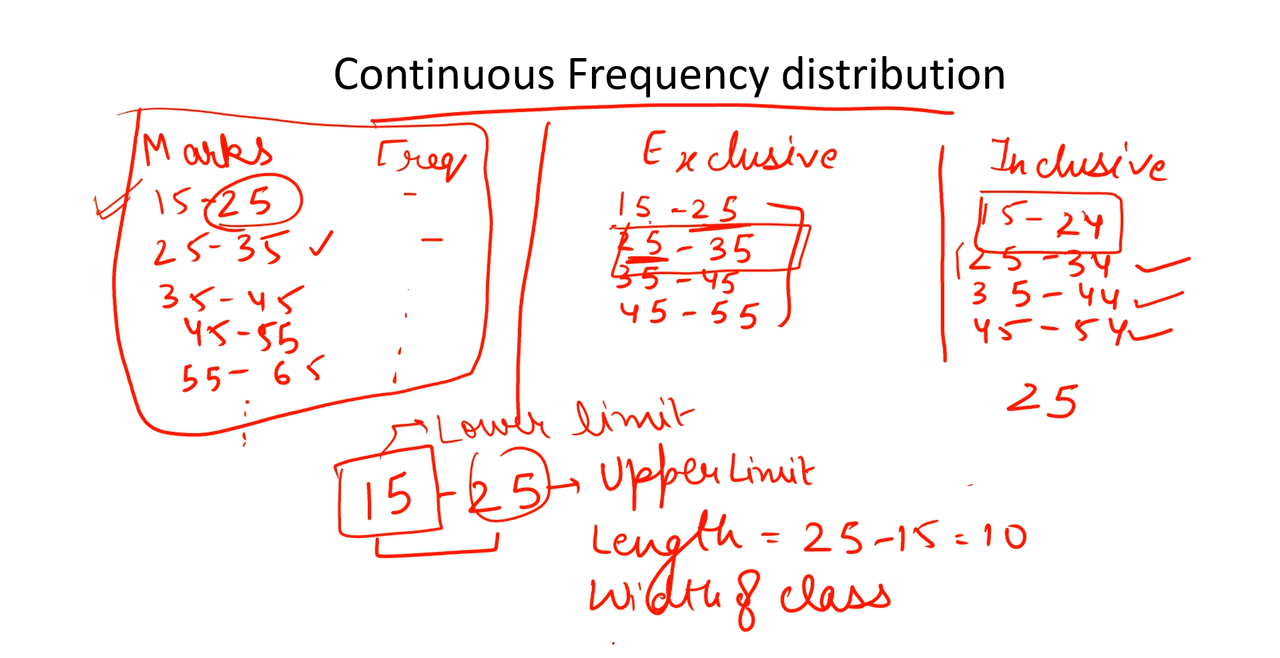 Continuous Frequency distribution
Marks Freq
15-25 -
25-35 -
35-45
45-55
55-65
Exclusive
15-25
25-35
35-45
45-55
Inclusive
15-24
25-34
35-44
45-54
25
Lower limit
15-25 → Upper Limit
Length = 25-15=10
Width of class